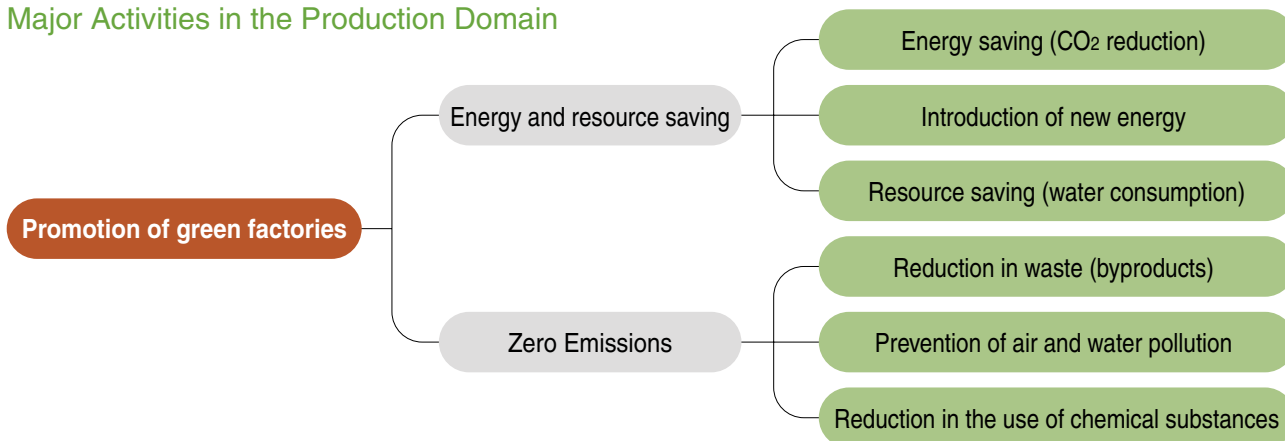 Major Activities in the Production Domain
Promotion of green factories
Energy and resource saving
Energy saving (CO2 reduction)
Introduction of new energy
Resource saving (water consumption)
Zero Emissions
Reduction in waste (byproducts)
Prevention of air and water pollution
Reduction in the use of chemical substances